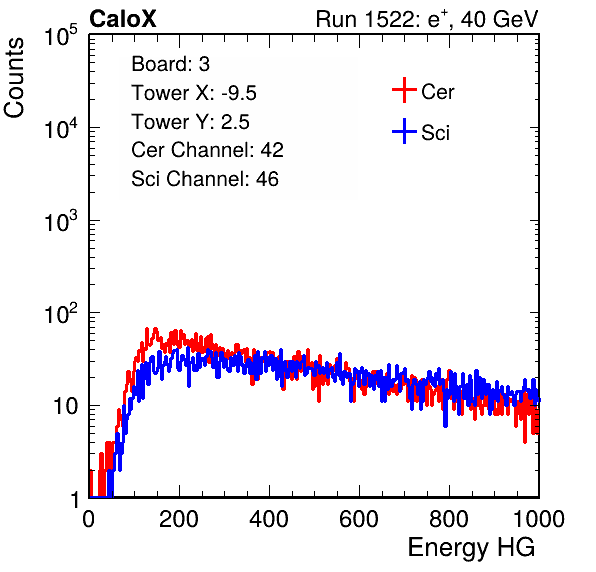 CaloX Run 1522: e⁺, 40 GeV
Counts
Board: 3
Tower X: -9.5
Tower Y: 2.5
Cer Channel: 42
Sci Channel: 46
Cer
Sci
10⁵
10⁴
10³
10²
10
1
0 200 400 600 800 1000
Energy HG